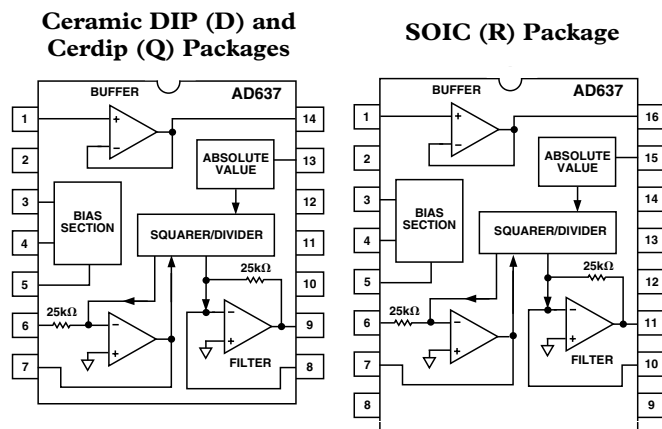 Ceramic DIP (D) and
Cerdip (Q) Packages
BUFFER
AD637
1
14
+
−
2
ABSOLUTE
VALUE
13
3
12
BIAS
SECTION
SQUARER/DIVIDER
4
11
5
25kΩ
10
25kΩ
6
−
+
−
+
9
FILTER
7
8
SOIC (R) Package
BUFFER
AD637
1
16
+
−
2
ABSOLUTE
VALUE
15
3
14
BIAS
SECTION
SQUARER/DIVIDER
4
13
5
25kΩ
12
25kΩ
6
−
+
−
+
11
FILTER
7
10
8
9